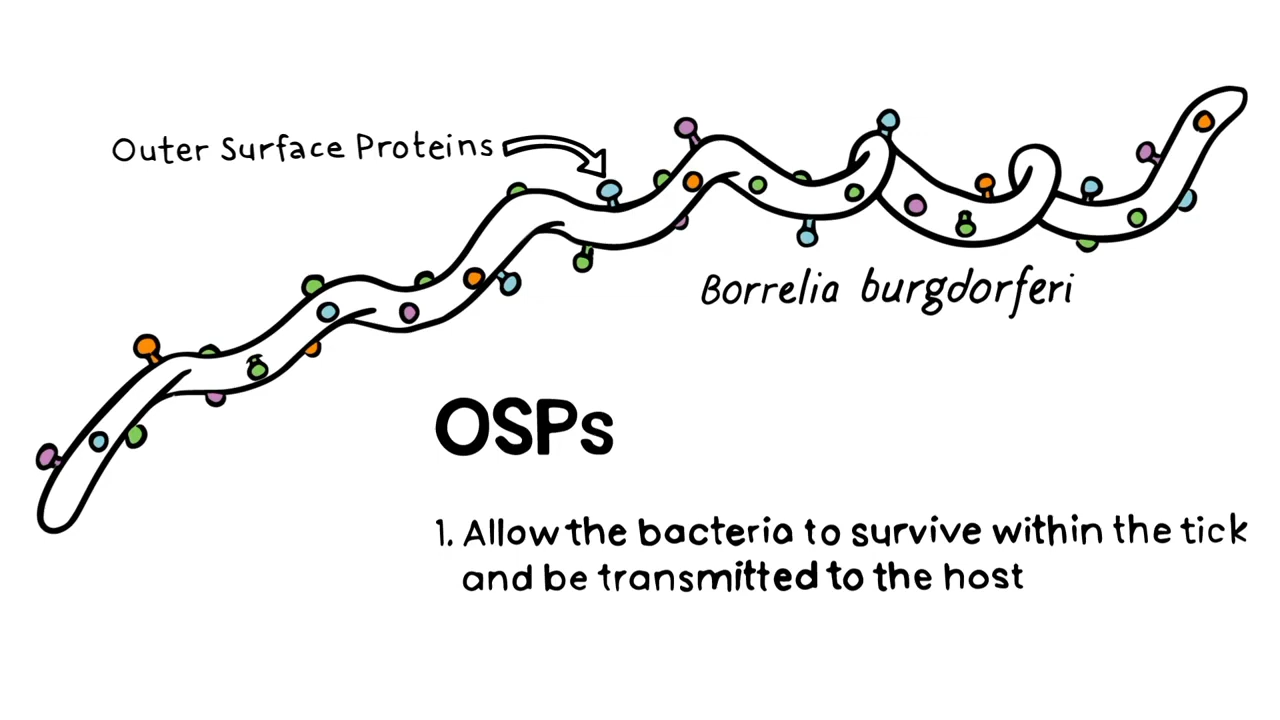 Outer Surface Proteins
Borrelia burgdorferi
OSPs
1. Allow the bacteria to survive within the tick
and be transmitted to the host